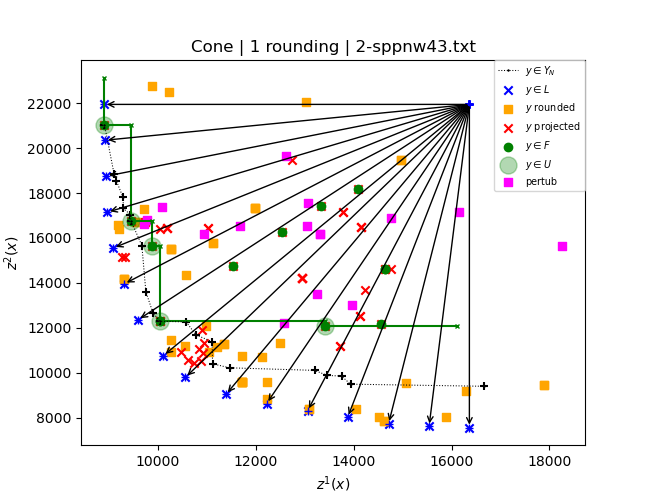 Cone | 1 rounding | 2-sppnw43.txt
y ∈ Y_N
y ∈ L
y rounded
y projected
y ∈ F
y ∈ U
pertub
22000
20000
18000
16000
14000
12000
10000
8000
z²(x)
10000 12000 14000 16000 18000
z¹(x)